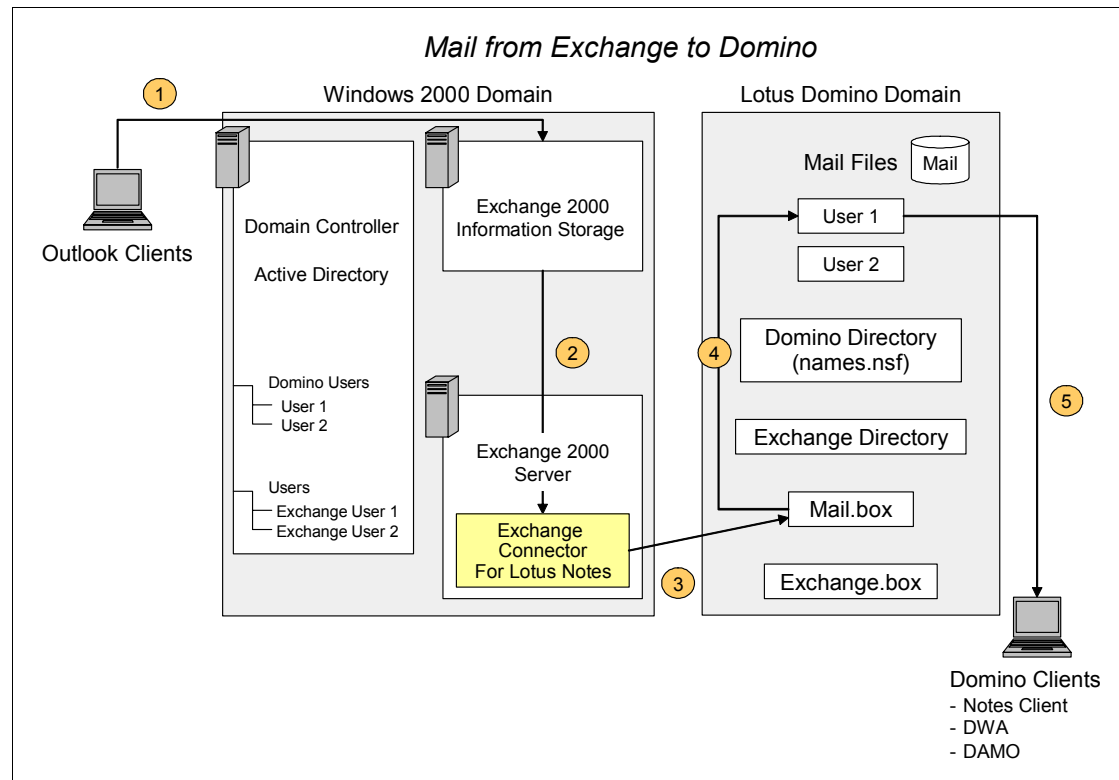 Mail from Exchange to Domino
1
Windows 2000 Domain
Lotus Domino Domain
Mail Files
Mail
Outlook Clients
Domain Controller
Active Directory
Exchange 2000
Information Storage
User 1
User 2
2
4
Domino Directory
(names.nsf)
Domino Users
User 1
User 2
5
Exchange 2000
Server
Exchange Directory
Users
Exchange User 1
Exchange User 2
Exchange
Connector
For Lotus Notes
Mail.box
3
Exchange.box
Domino Clients
- Notes Client
- DWA
- DAMO